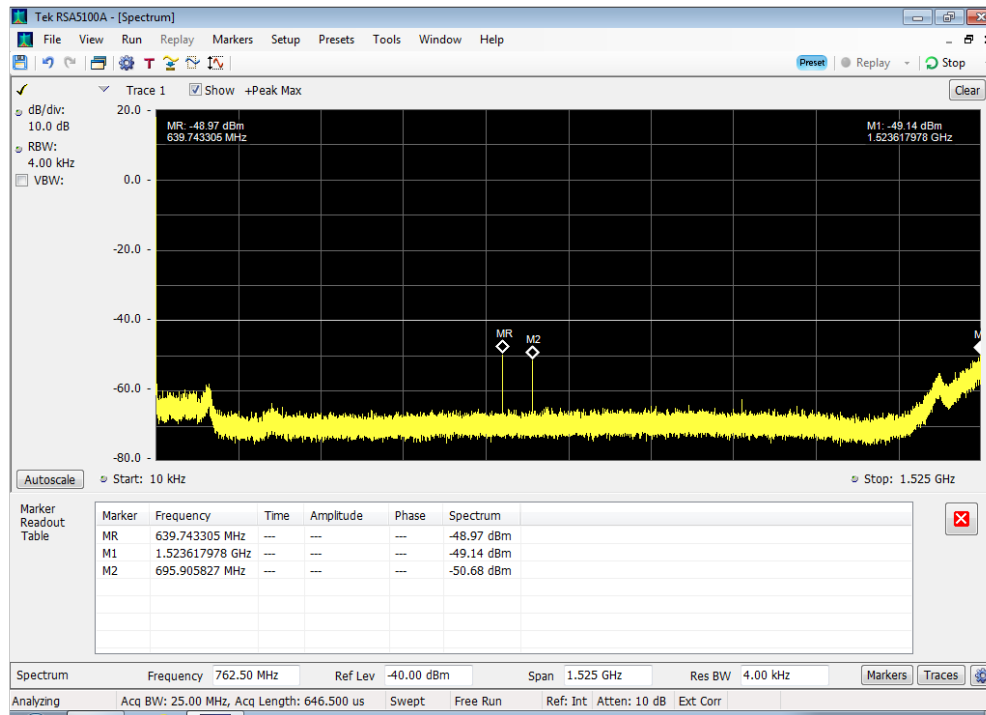 Tek RSA5100A - [Spectrum]
File View Run Replay Markers Setup Presets Tools Window Help
T Preset Replay Stop
Trace 1 Show +Peak Max Clear
dB/div:
10.0 dB
RBW:
4.00 kHz
VBW:
20.0
0.0
-20.0
-40.0
-60.0
-80.0
MR: -48.97 dBm
639.743305 MHz
M1: -49.14 dBm
1.523617978 GHz
MR
M2
M
Autoscale Start: 10 kHz Stop: 1.525 GHz
Marker
Readout
Table
Marker Frequency Time Amplitude Phase Spectrum
MR 639.743305 MHz --- --- --- -48.97 dBm
M1 1.523617978 GHz --- --- --- -49.14 dBm
M2 695.905827 MHz --- --- --- -50.68 dBm
Spectrum Frequency 762.50 MHz Ref Lev -40.00 dBm Span 1.525 GHz Res BW 4.00 kHz Markers Traces
Analyzing Acq BW: 25.00 MHz, Acq Length: 646.500 us Swept Free Run Ref: Int Atten: 10 dB Ext Corr